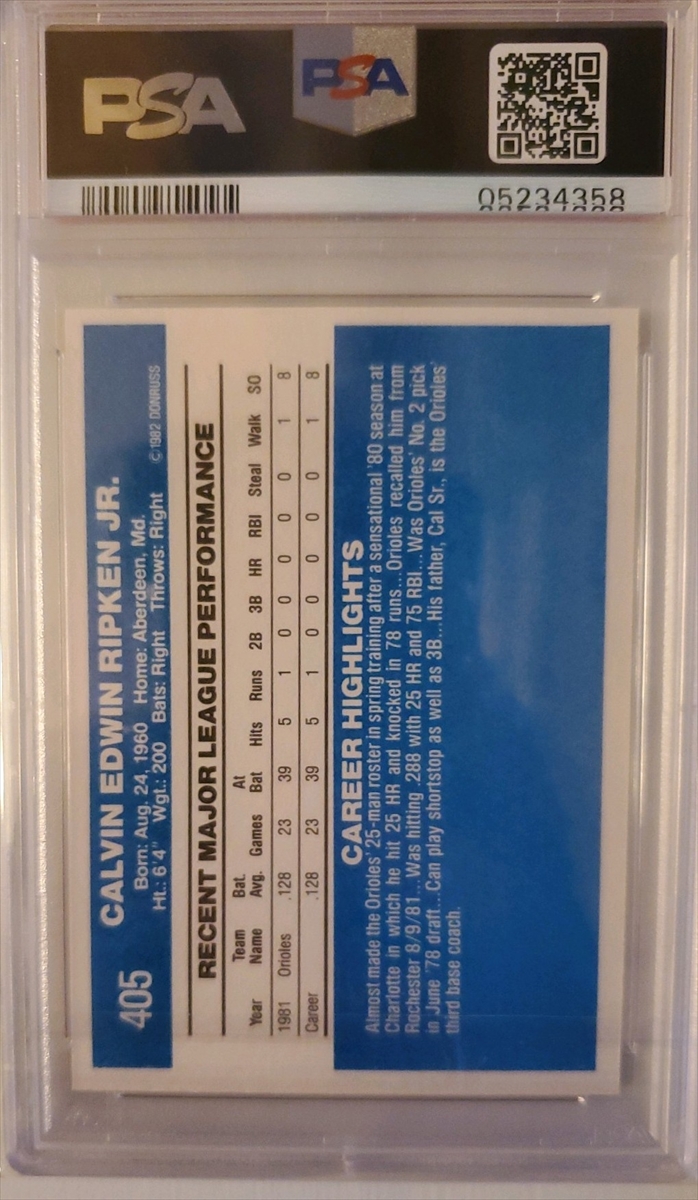 PSA
PSA
05234358
405
CALVIN EDWIN RIPKEN JR.
Born: Aug. 24, 1960 Home: Aberdeen, Md.
Ht.: 6'4" Wgt.: 200 Bats: Right Throws: Right ©1982 DONRUSS
RECENT MAJOR LEAGUE PERFORMANCE
Team Bat. At
Year Name Avg. Games Bat Hits Runs 2B 3B HR RBI Steal Walk SO
1981 Orioles .128 23 39 5 1 0 0 0 0 0 1 8
Career .128 23 39 5 1 0 0 0 0 0 1 8
CAREER HIGHLIGHTS
Almost made the Orioles' 25-man roster in spring training after a sensational '80 season at
Charlotte in which he hit 25 HR and knocked in 78 runs...Orioles recalled him from
Rochester 8/9/81...Was hitting .288 with 25 HR and 75 RBI...Was Orioles' No. 2 pick
in June '78 draft...Can play shortstop as well as 3B...His father, Cal Sr., is the Orioles'
third base coach.